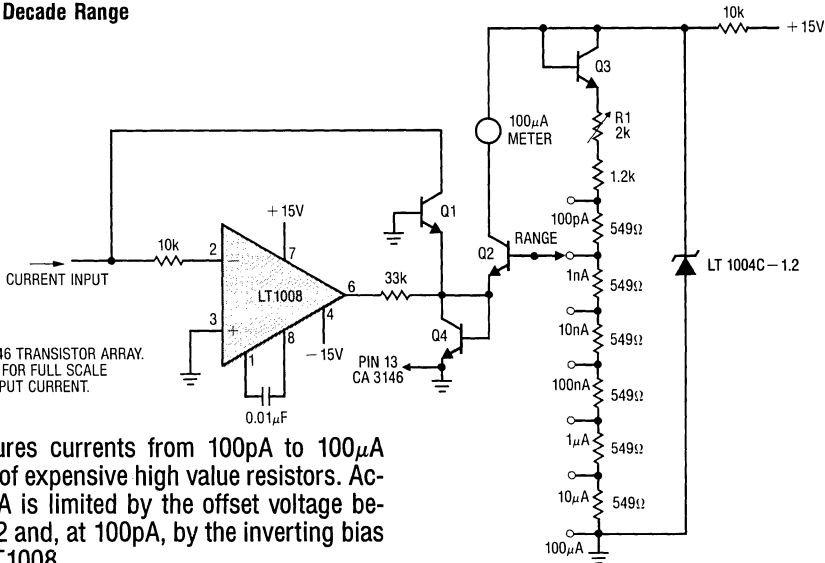 Decade Range
10k
+15V
Q3
R1
2k
100µA
METER
1.2k
Q1
100pA
549Ω
+15V
RANGE
Q2
10k
2
7
−
CURRENT INPUT
1nA
LT 1004C–1.2
33k
549Ω
LT1008
6
10nA
3
+
4
Q4
549Ω
8
−15V
1
46 TRANSISTOR ARRAY.
PIN 13
CA 3146
FOR FULL SCALE
100nA
549Ω
PUT CURRENT.
0.01µF
1µA
549Ω
ures currents from 100pA to 100µA
of expensive high value resistors. Ac-
10µA
549Ω
A is limited by the offset voltage be-
2 and, at 100pA, by the inverting bias
100µA
T1008